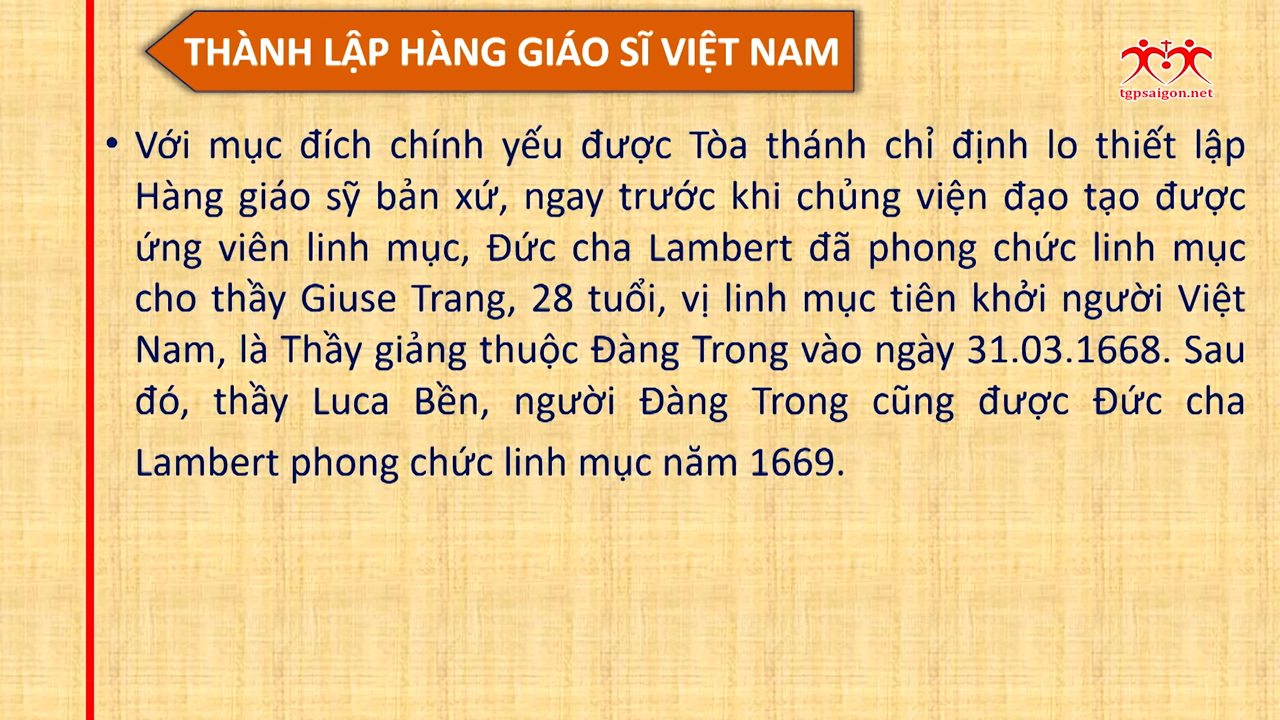 THÀNH LẬP HÀNG GIÁO SĨ VIỆT NAM
tgpsaigon.net
• Với mục đích chính yếu được Tòa thánh chỉ định lo thiết lập
Hàng giáo sỹ bản xứ, ngay trước khi chủng viện đạo tạo được
ứng viên linh mục, Đức cha Lambert đã phong chức linh mục
cho thầy Giuse Trang, 28 tuổi, vị linh mục tiên khởi người Việt
Nam, là Thầy giảng thuộc Đàng Trong vào ngày 31.03.1668. Sau
đó, thầy Luca Bền, người Đàng Trong cũng được Đức cha
Lambert phong chức linh mục năm 1669.